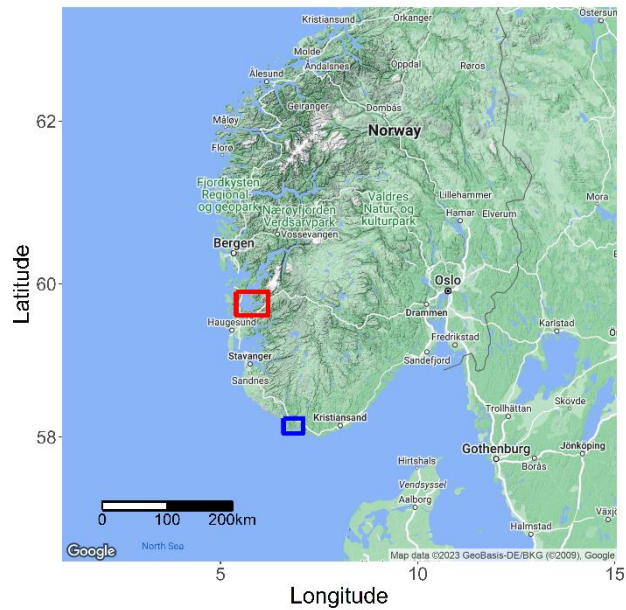 Kristiansund
Orkanger
Östersun
Molde
Åndalsnes
Oppdal
Røros
Ålesund
Geiranger
Dombås
62
Måløy
Norway
Florø
Fjordkysten
Regional-
og geopark
Nærøyfjorden
Verdsarvpark
Valdres
Natur- og
kulturpark
Lillehammer
Hamar
Elverum
Mora
Vossevangen
Bergen
60
Oslo
Latitude
Drammen
Haugesund
Karlstad
Ö
Fredrikstad
Stavanger
Sandefjord
Sandnes
Skövde
Trollhättan
Kristiansand
58
Gothenburg
Jönköping
Borås
Hirtshals
Vendsyssel
Aalborg
Växj
0
100
200km
Halmstad
Google
North Sea
Map data ©2023 GeoBasis-DE/BKG (©2009), Google
5
10
15
Longitude